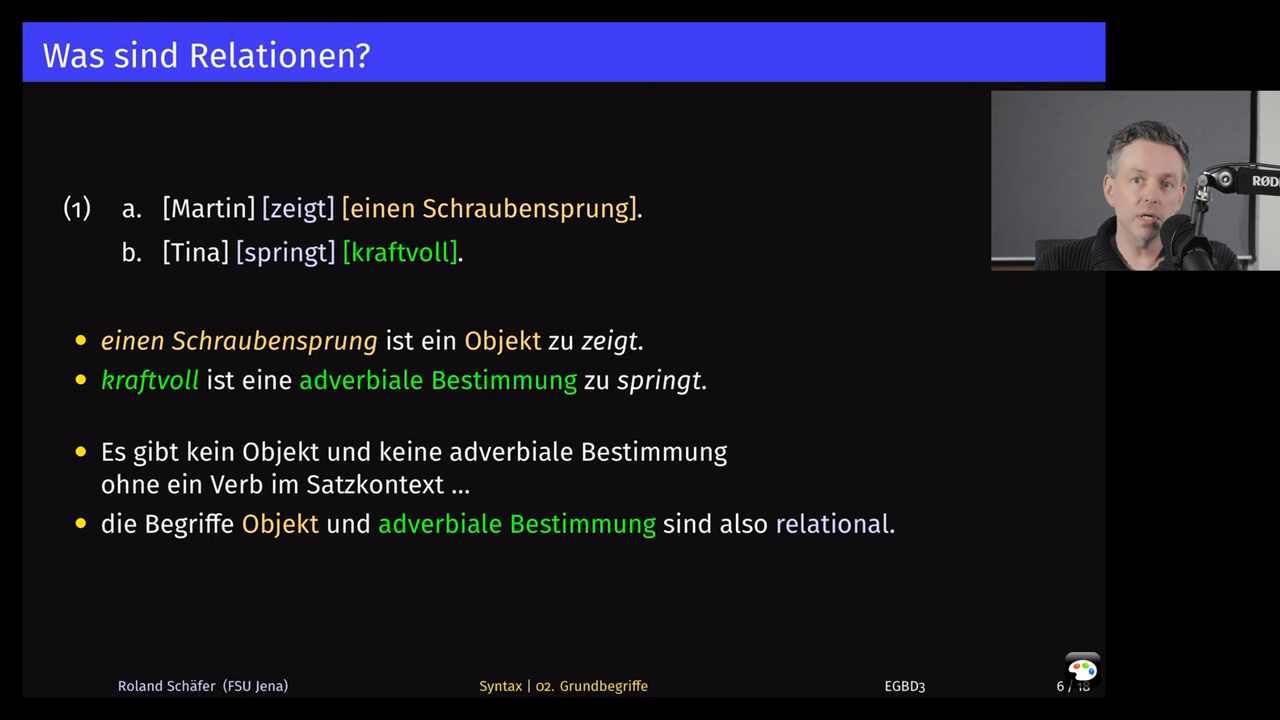 Was sind Relationen?
(1) a. [Martin] [zeigt] [einen Schraubensprung].
b. [Tina] [springt] [kraftvoll].
• einen Schraubensprung ist ein Objekt zu zeigt.
• kraftvoll ist eine adverbiale Bestimmung zu springt.
• Es gibt kein Objekt und keine adverbiale Bestimmung
ohne ein Verb im Satzkontext ...
• die Begriffe Objekt und adverbiale Bestimmung sind also relational.
Roland Schäfer (FSU Jena) Syntax | 02. Grundbegriffe EGBD3 6 / 18